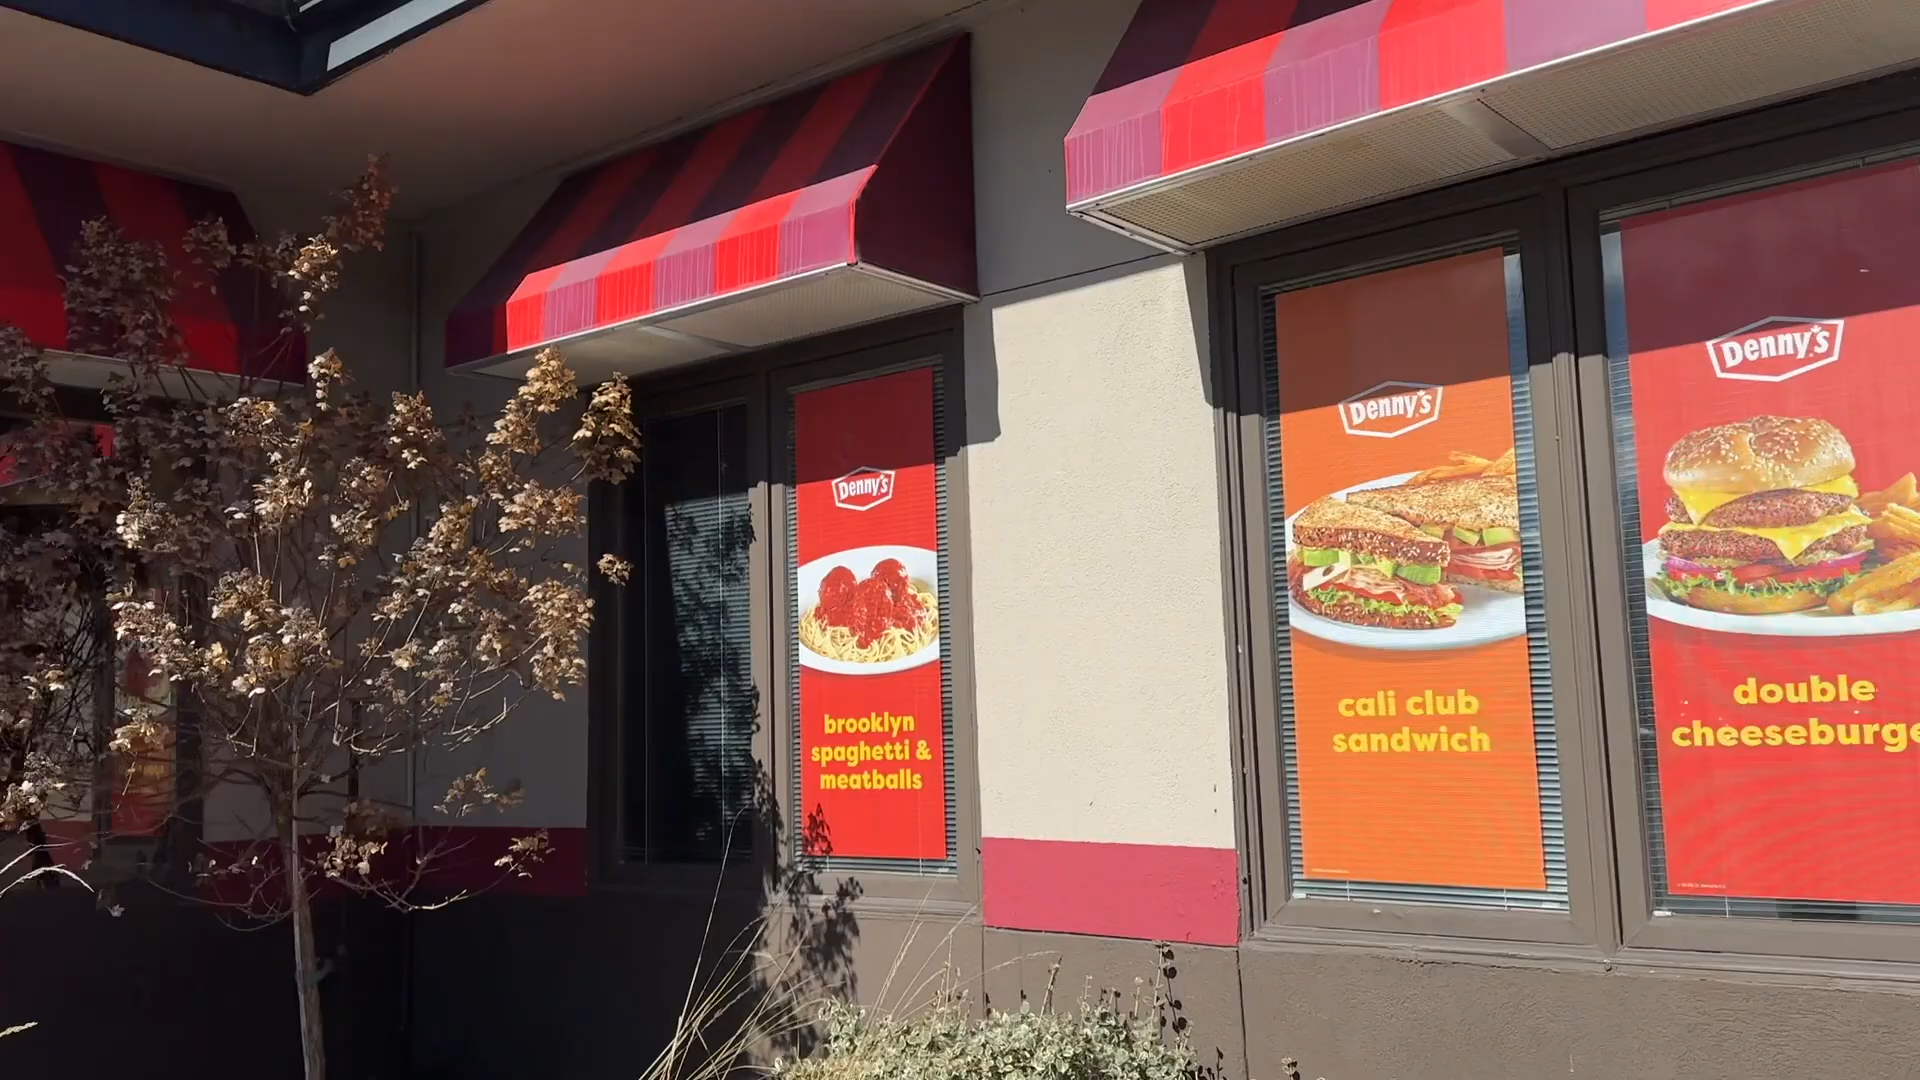 Denny's
brooklyn
spaghetti &
meatballs
Denny's
cali club
sandwich
Denny's
double
cheeseburge